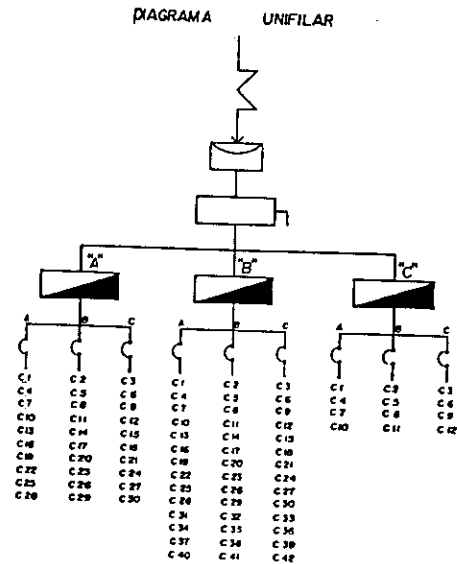 DIAGRAMA UNIFILAR
"A" "B" "C"
A B C A B C A B C
C1 C2 C3 C1 C2 C3 C1 C2 C3
C4 C5 C6 C4 C5 C6 C4 C5 C6
C7 C8 C9 C7 C8 C9 C7 C8 C9
C10 C11 C12 C10 C11 C12 C10 C11 C12
C13 C14 C15 C13 C14 C15
C16 C17 C18 C16 C17 C18
C19 C20 C21 C19 C20 C21
C22 C23 C24 C22 C23 C24
C25 C26 C27 C25 C26 C27
C28 C29 C30 C28 C29 C30
C31 C32 C33
C34 C35 C36
C37 C38 C39
C40 C41 C42